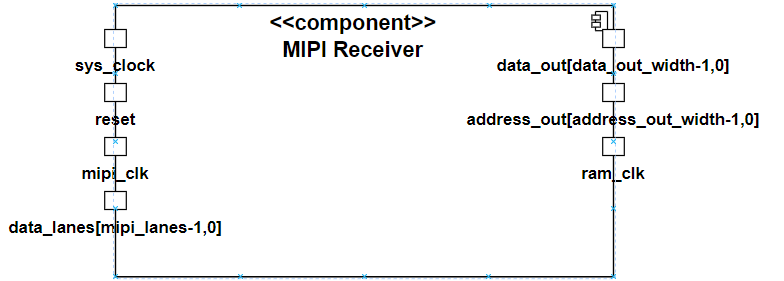 <<component>>
MIPI Receiver
sys_clock
data_out[data_out_width-1,0]
reset
address_out[address_out_width-1,0]
mipi_clk
ram_clk
data_lanes[mipi_lanes-1,0]